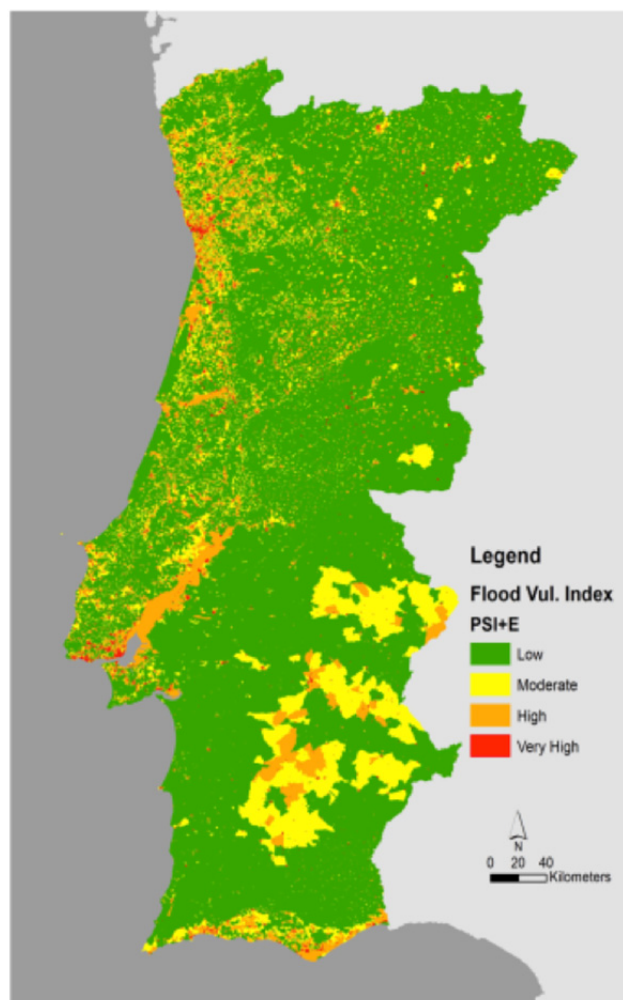 Legend
Flood Vul. Index
PSI+E
Low
Moderate
High
Very High
N
0 20 40
Kilometers